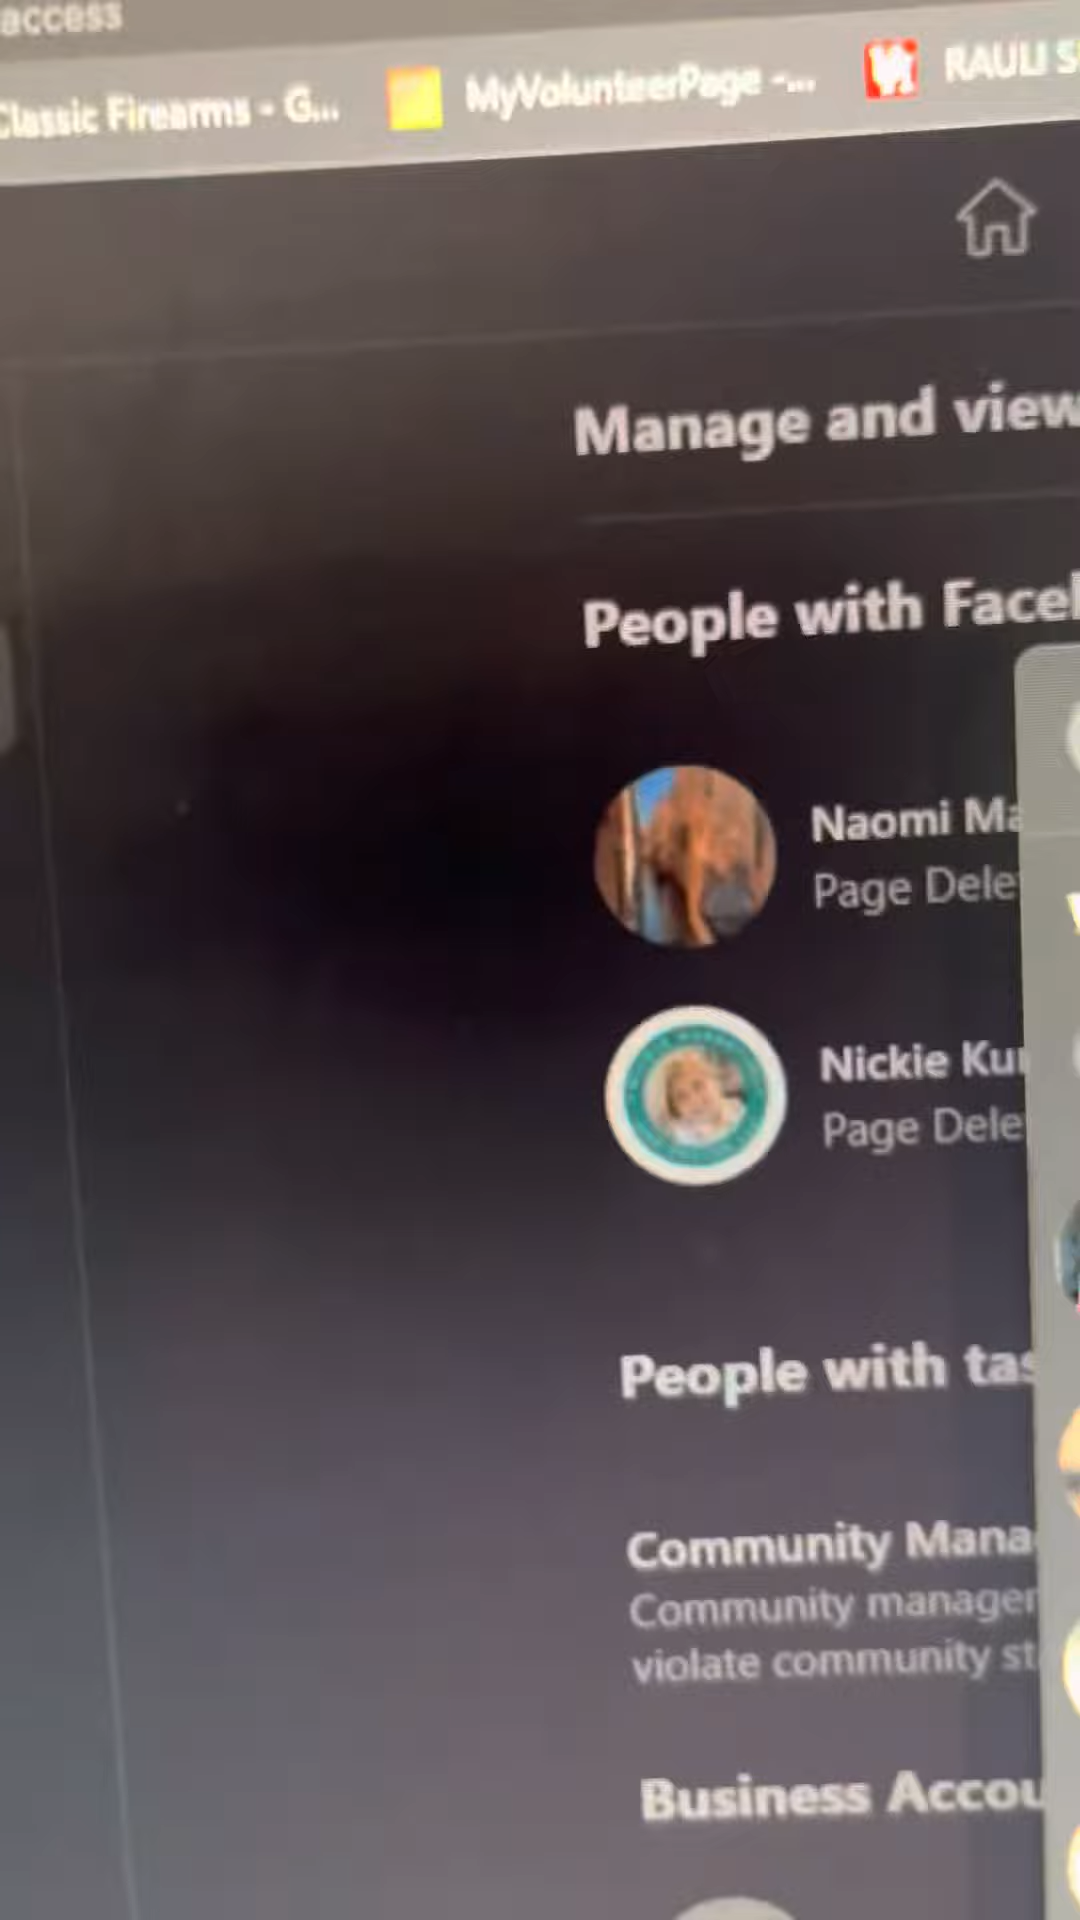 access
Classic Firearms - G...
MyVolunteerPage -...
RAULI S
Manage and view
People with Face
Naomi Ma
Page Dele
Nickie Ku
Page Dele
People with tas
Community Mana
Community manager
violate community st
Business Accou